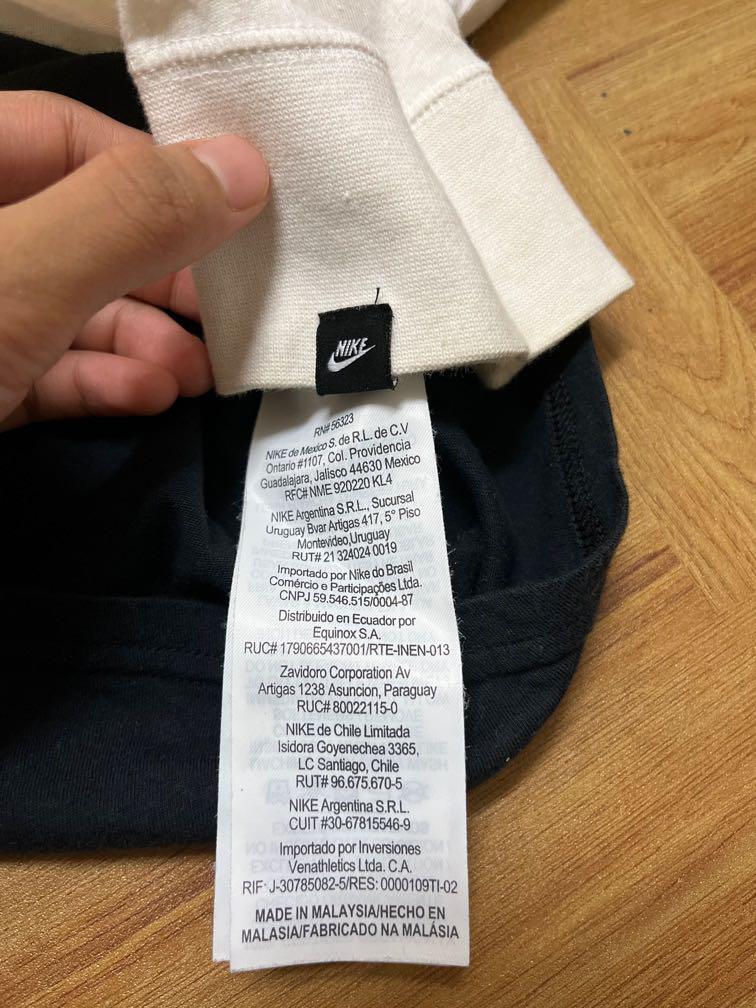 NIKE
RN# 56323
NIKE de Mexico S. de R.L. de C.V
Ontario #1107, Col. Providencia
Guadalajara, Jalisco 44630 Mexico
RFC# NME 920220 KL4
NIKE Argentina S.R.L., Sucursal
Uruguay Bvar Artigas 417, 5° Piso
Montevideo,Uruguay
RUT# 21 324024 0019
Importado por Nike do Brasil
Comércio e Participações Ltda.
CNPJ 59.546.515/0004-87
Distribuido en Ecuador por
Equinox S.A.
RUC# 1790665437001/RTE-INEN-013
Zavidoro Corporation Av
Artigas 1238 Asuncion, Paraguay
RUC# 80022115-0
NIKE de Chile Limitada
Isidora Goyenechea 3365,
LC Santiago, Chile
RUT# 96.675.670-5
NIKE Argentina S.R.L.
CUIT #30-67815546-9
Importado por Inversiones
Venathletics Ltda. C.A.
RIF: J-30785082-5/RES: 0000109TI-02
MADE IN MALAYSIA/HECHO EN
MALASIA/FABRICADO NA MALÁSIA